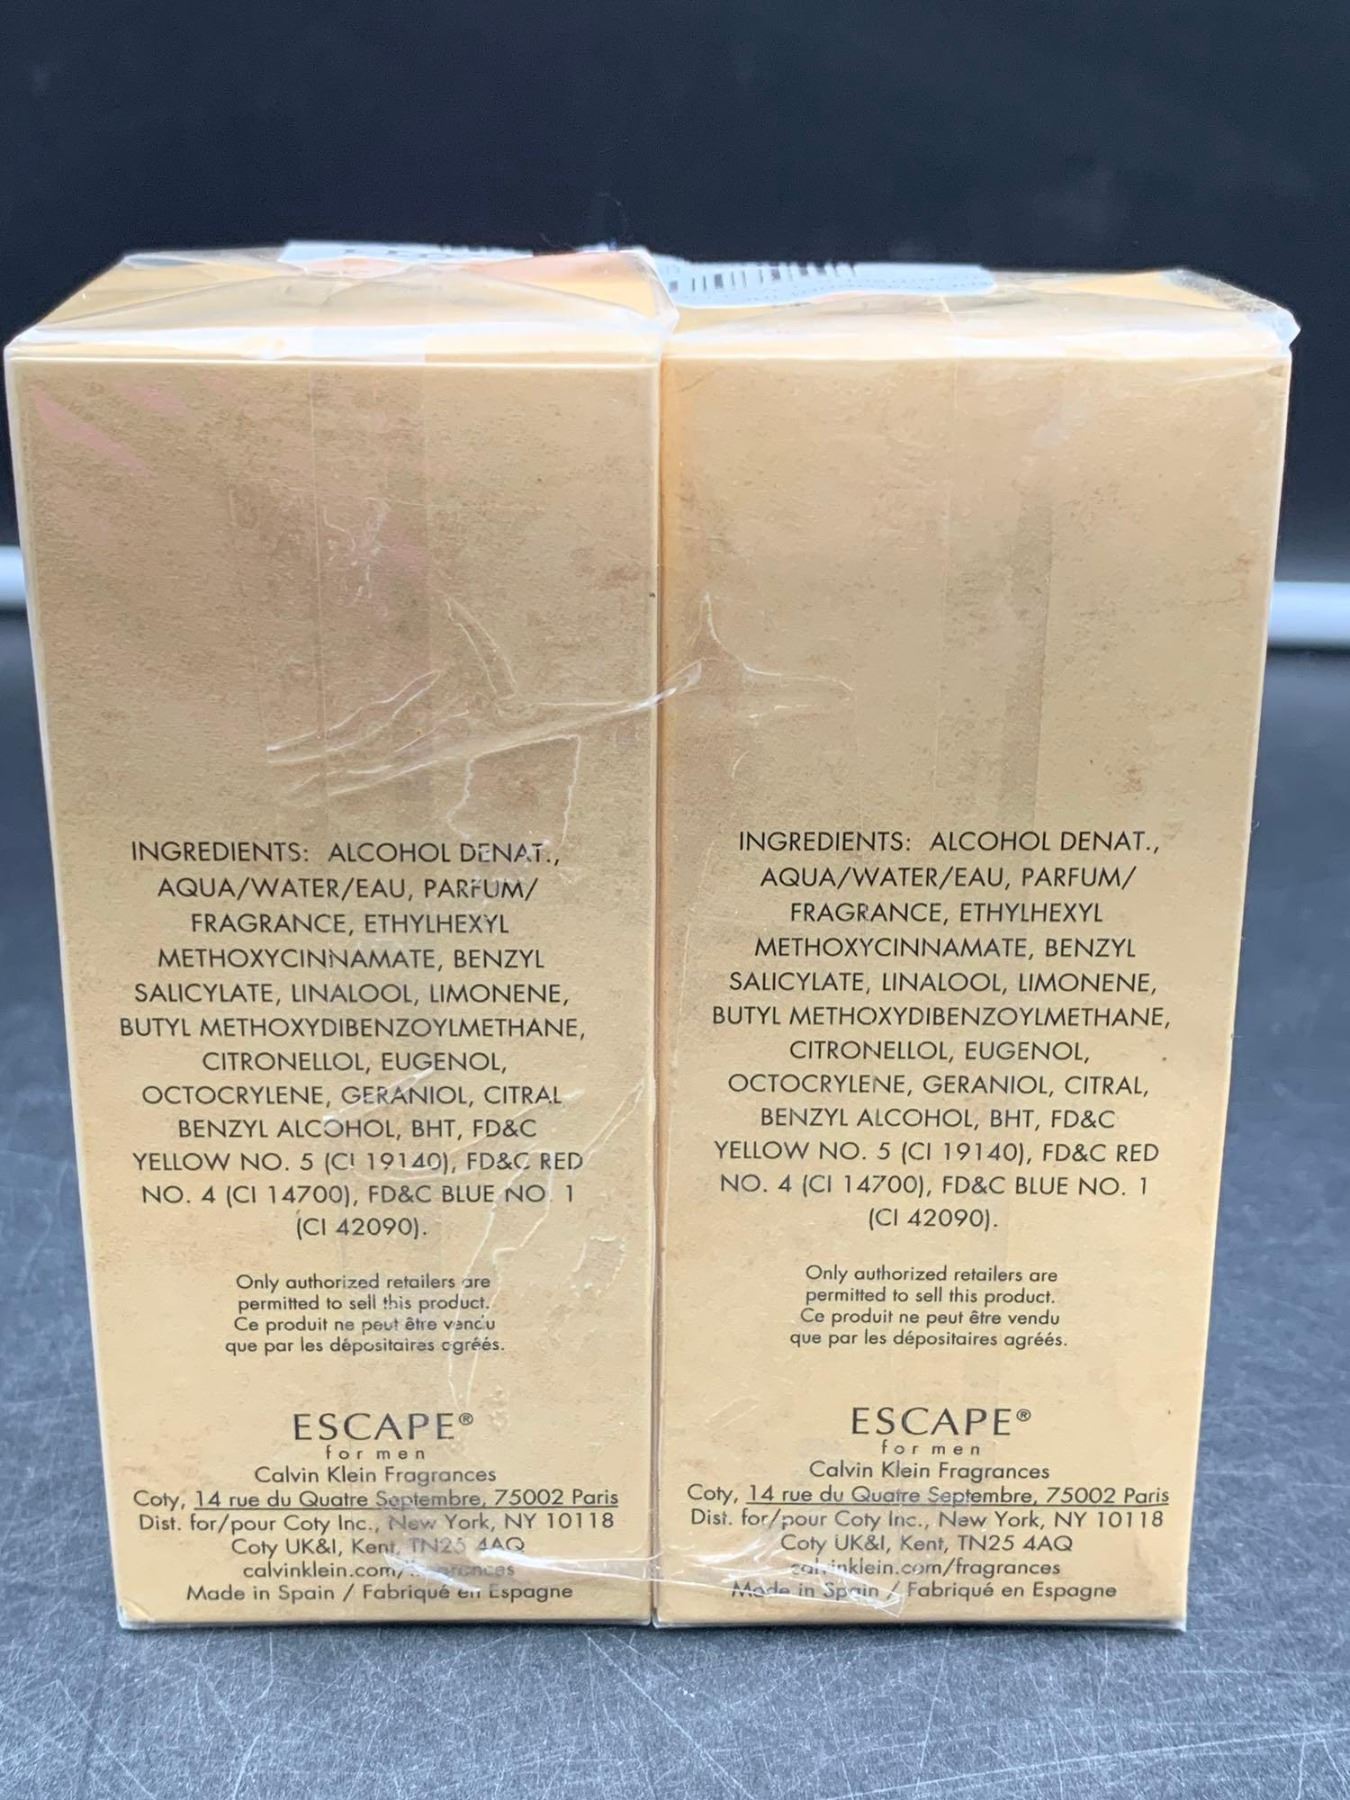 INGREDIENTS: ALCOHOL DENAT.,
AQUA/WATER/EAU, PARFUM/
FRAGRANCE, ETHYLHEXYL
METHOXYCINNAMATE, BENZYL
SALICYLATE, LINALOOL, LIMONENE,
BUTYL METHOXYDIBENZOYLMETHANE,
CITRONELLOL, EUGENOL,
OCTOCRYLENE, GERANIOL, CITRAL
BENZYL ALCOHOL, BHT, FD&C
YELLOW NO. 5 (CI 19140), FD&C RED
NO. 4 (CI 14700), FD&C BLUE NO. 1
(CI 42090).
Only authorized retailers are
permitted to sell this product.
Ce produit ne peut être vendu
que par les dépositaires agréés.
ESCAPE®
for men
Calvin Klein Fragrances
Coty, 14 rue du Quatre Septembre, 75002 Paris
Dist. for/pour Coty Inc., New York, NY 10118
Coty UK&I, Kent, TN25 4AQ
calvinklein.com/fragrances
Made in Spain / Fabriqué en Espagne
INGREDIENTS: ALCOHOL DENAT.,
AQUA/WATER/EAU, PARFUM/
FRAGRANCE, ETHYLHEXYL
METHOXYCINNAMATE, BENZYL
SALICYLATE, LINALOOL, LIMONENE,
BUTYL METHOXYDIBENZOYLMETHANE,
CITRONELLOL, EUGENOL,
OCTOCRYLENE, GERANIOL, CITRAL,
BENZYL ALCOHOL, BHT, FD&C
YELLOW NO. 5 (CI 19140), FD&C RED
NO. 4 (CI 14700), FD&C BLUE NO. 1
(CI 42090).
Only authorized retailers are
permitted to sell this product.
Ce produit ne peut être vendu
que par les dépositaires agréés.
ESCAPE®
for men
Calvin Klein Fragrances
Coty, 14 rue du Quatre Septembre, 75002 Paris
Dist. for/pour Coty Inc., New York, NY 10118
Coty UK&I, Kent, TN25 4AQ
calvinklein.com/fragrances
Made in Spain / Fabriqué en Espagne